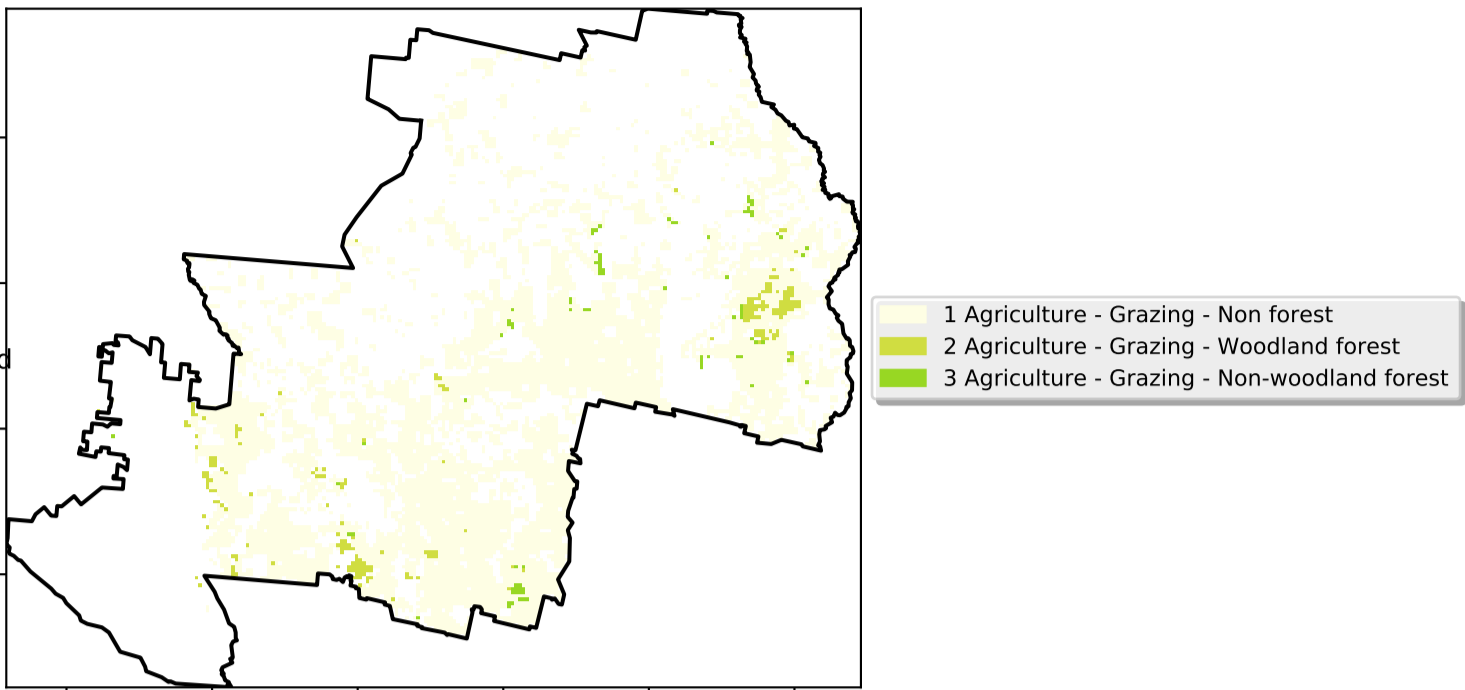 1 Agriculture - Grazing - Non forest
2 Agriculture - Grazing - Woodland forest
3 Agriculture - Grazing - Non-woodland forest